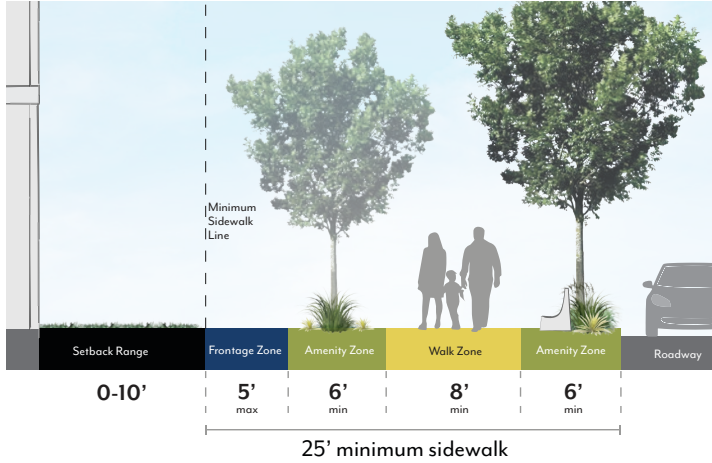 Minimum
Sidewalk
Line
Setback Range
Frontage Zone
Amenity Zone
Walk Zone
Amenity Zone
Roadway
0-10’
5’
max
6’
min
8’
min
6’
min
25’ minimum sidewalk